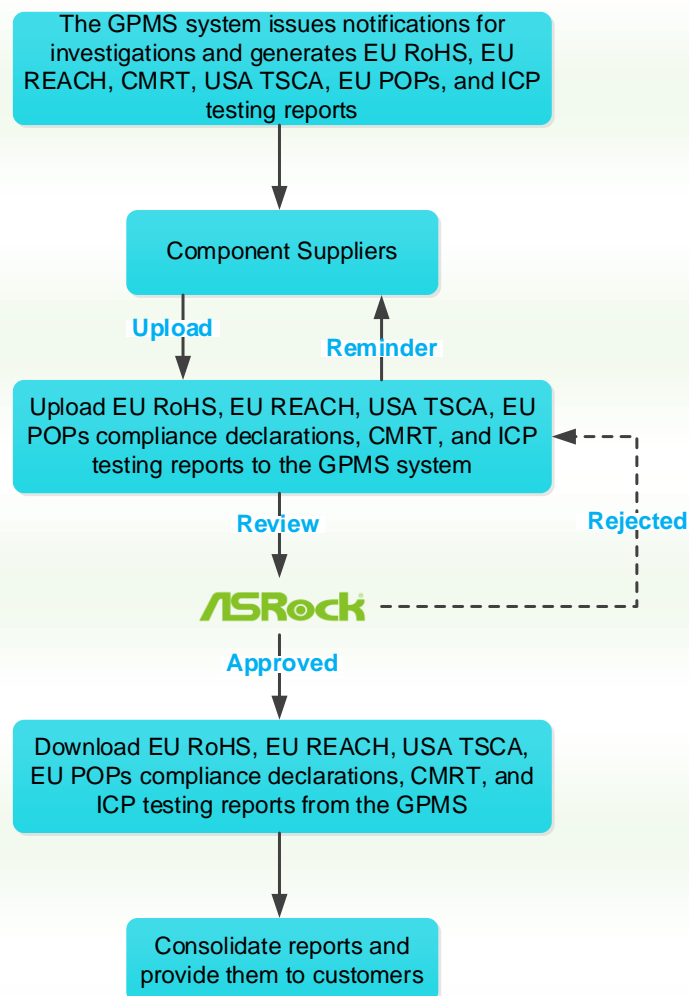 The GPMS system issues notifications for
investigations and generates EU RoHS, EU
REACH, CMRT, USA TSCA, EU POPs, and ICP
testing reports
Component Suppliers
Upload
Reminder
Upload EU RoHS, EU REACH, USA TSCA, EU
POPs compliance declarations, CMRT, and ICP
testing reports to the GPMS system
Review
Rejected
ASRock
Approved
Download EU RoHS, EU REACH, USA TSCA,
EU POPs compliance declarations, CMRT, and
ICP testing reports from the GPMS
Consolidate reports and
provide them to customers